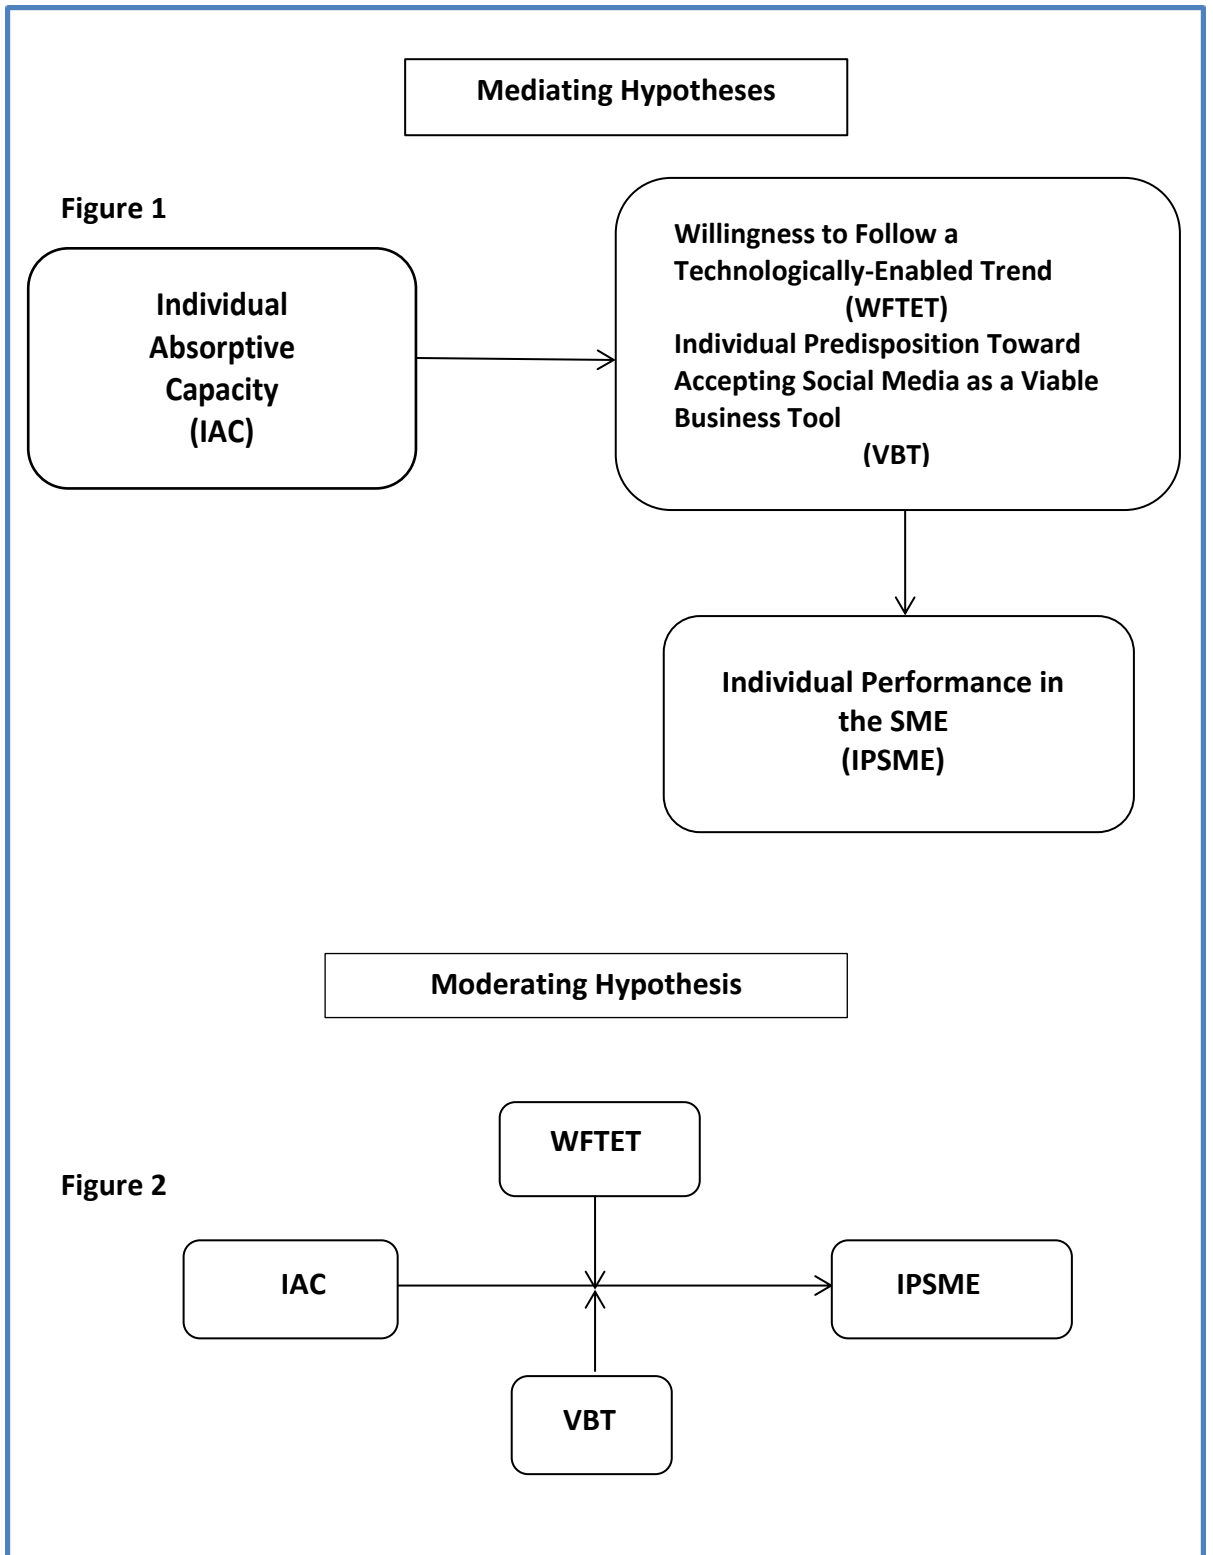 Mediating Hypotheses
Figure 1
Individual
Absorptive
Capacity
(IAC)
Willingness to Follow a
Technologically-Enabled Trend
(WFTET)
Individual Predisposition Toward
Accepting Social Media as a Viable
Business Tool
(VBT)
Individual Performance in
the SME
(IPSME)
Moderating Hypothesis
Figure 2
WFTET
IAC
IPSME
VBT